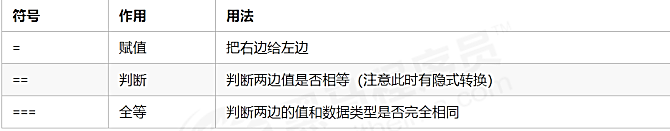 符号 作用 用法
= 赋值 把右边给左边
== 判断 判断两边值是否相等（注意此时有隐式转换）
=== 全等 判断两边的值和数据类型是否完全相同